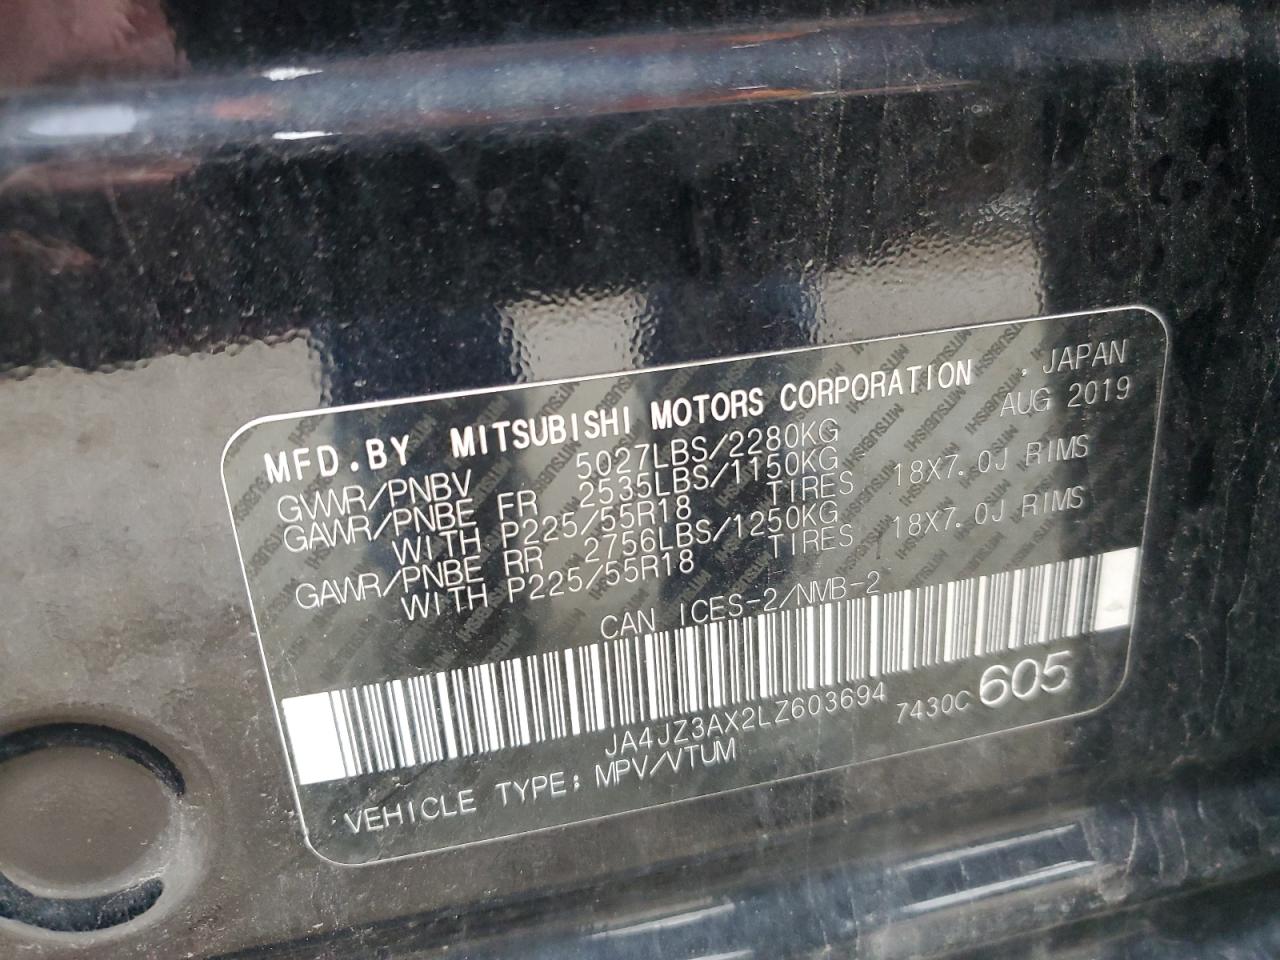 MFD.BY MITSUBISHI MOTORS CORPORATION . JAPAN
GVWR/PNBV 5027LBS/2280KG AUG 2019
GAWR/PNBE FR 2535LBS/1150KG
WITH P225/55R18 TIRES 18X7.0J RIMS
GAWR/PNBE RR 2756LBS/1250KG
WITH P225/55R18 TIRES , 18X7.0J RIMS
CAN ICES-2/NMB-2
JA4JZ3AX2LZ603694 7430C 605
VEHICLE TYPE: MPV/VTUM